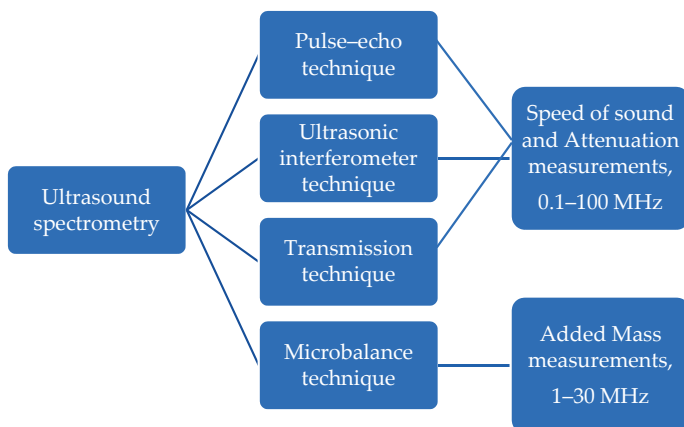 Ultrasound
spectrometry
Pulse–echo
technique
Ultrasonic
interferometer
technique
Transmission
technique
Microbalance
technique
Speed of sound
and Attenuation
measurements,
0.1–100 MHz
Added Mass
measurements,
1–30 MHz